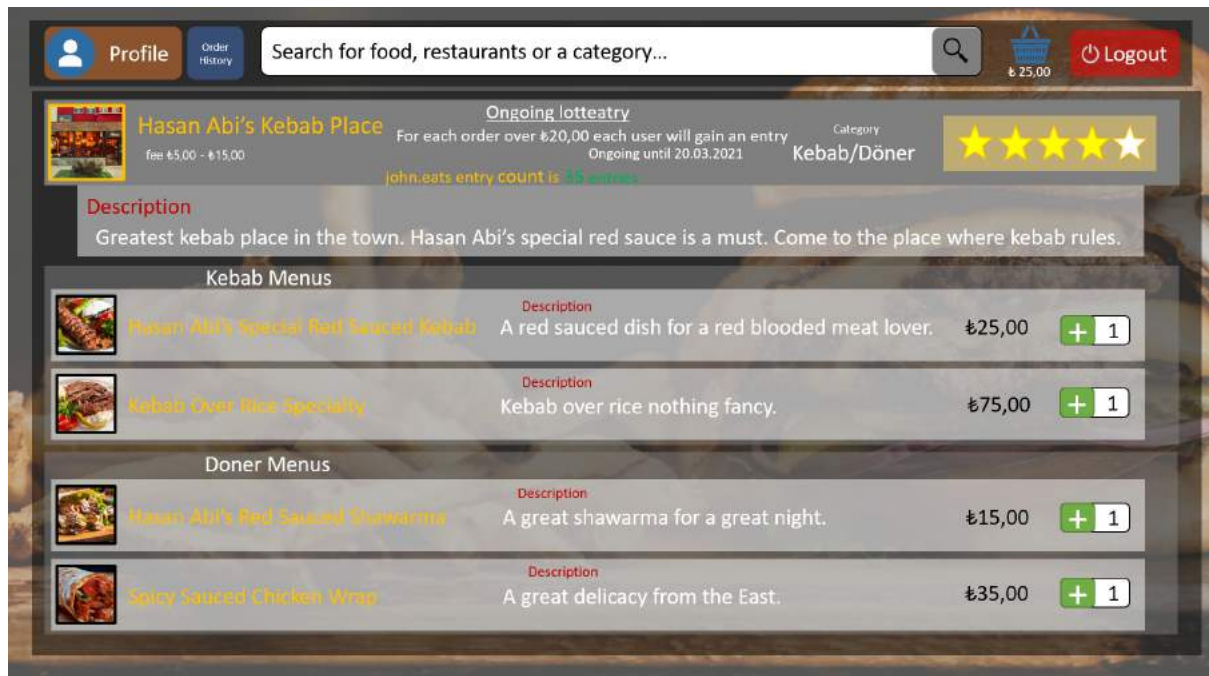 Profile
Order
History
Search for food, restaurants or a category...
₺ 25,00
Logout
Hasan Abi's Kebab Place
fee ₺5,00 - ₺15,00
Ongoing lotteatry
For each order over ₺20,00 each user will gain an entry
Ongoing until 20.03.2021
john.eats entry count is 35 entries
Category
Kebab/Döner
Description
Greatest kebab place in the town. Hasan Abi's special red sauce is a must. Come to the place where kebab rules.
Kebab Menus
Hasan Abi's Special Red Sauced Kebab
Description
A red sauced dish for a red blooded meat lover.
₺25,00
+ 1
Kebab Over Rice Specialty
Description
Kebab over rice nothing fancy.
₺75,00
+ 1
Doner Menus
Hasan Abi's Red Sauced Shawarma
Description
A great shawarma for a great night.
₺15,00
+ 1
Spicy Sauced Chicken Wrap
Description
A great delicacy from the East.
₺35,00
+ 1